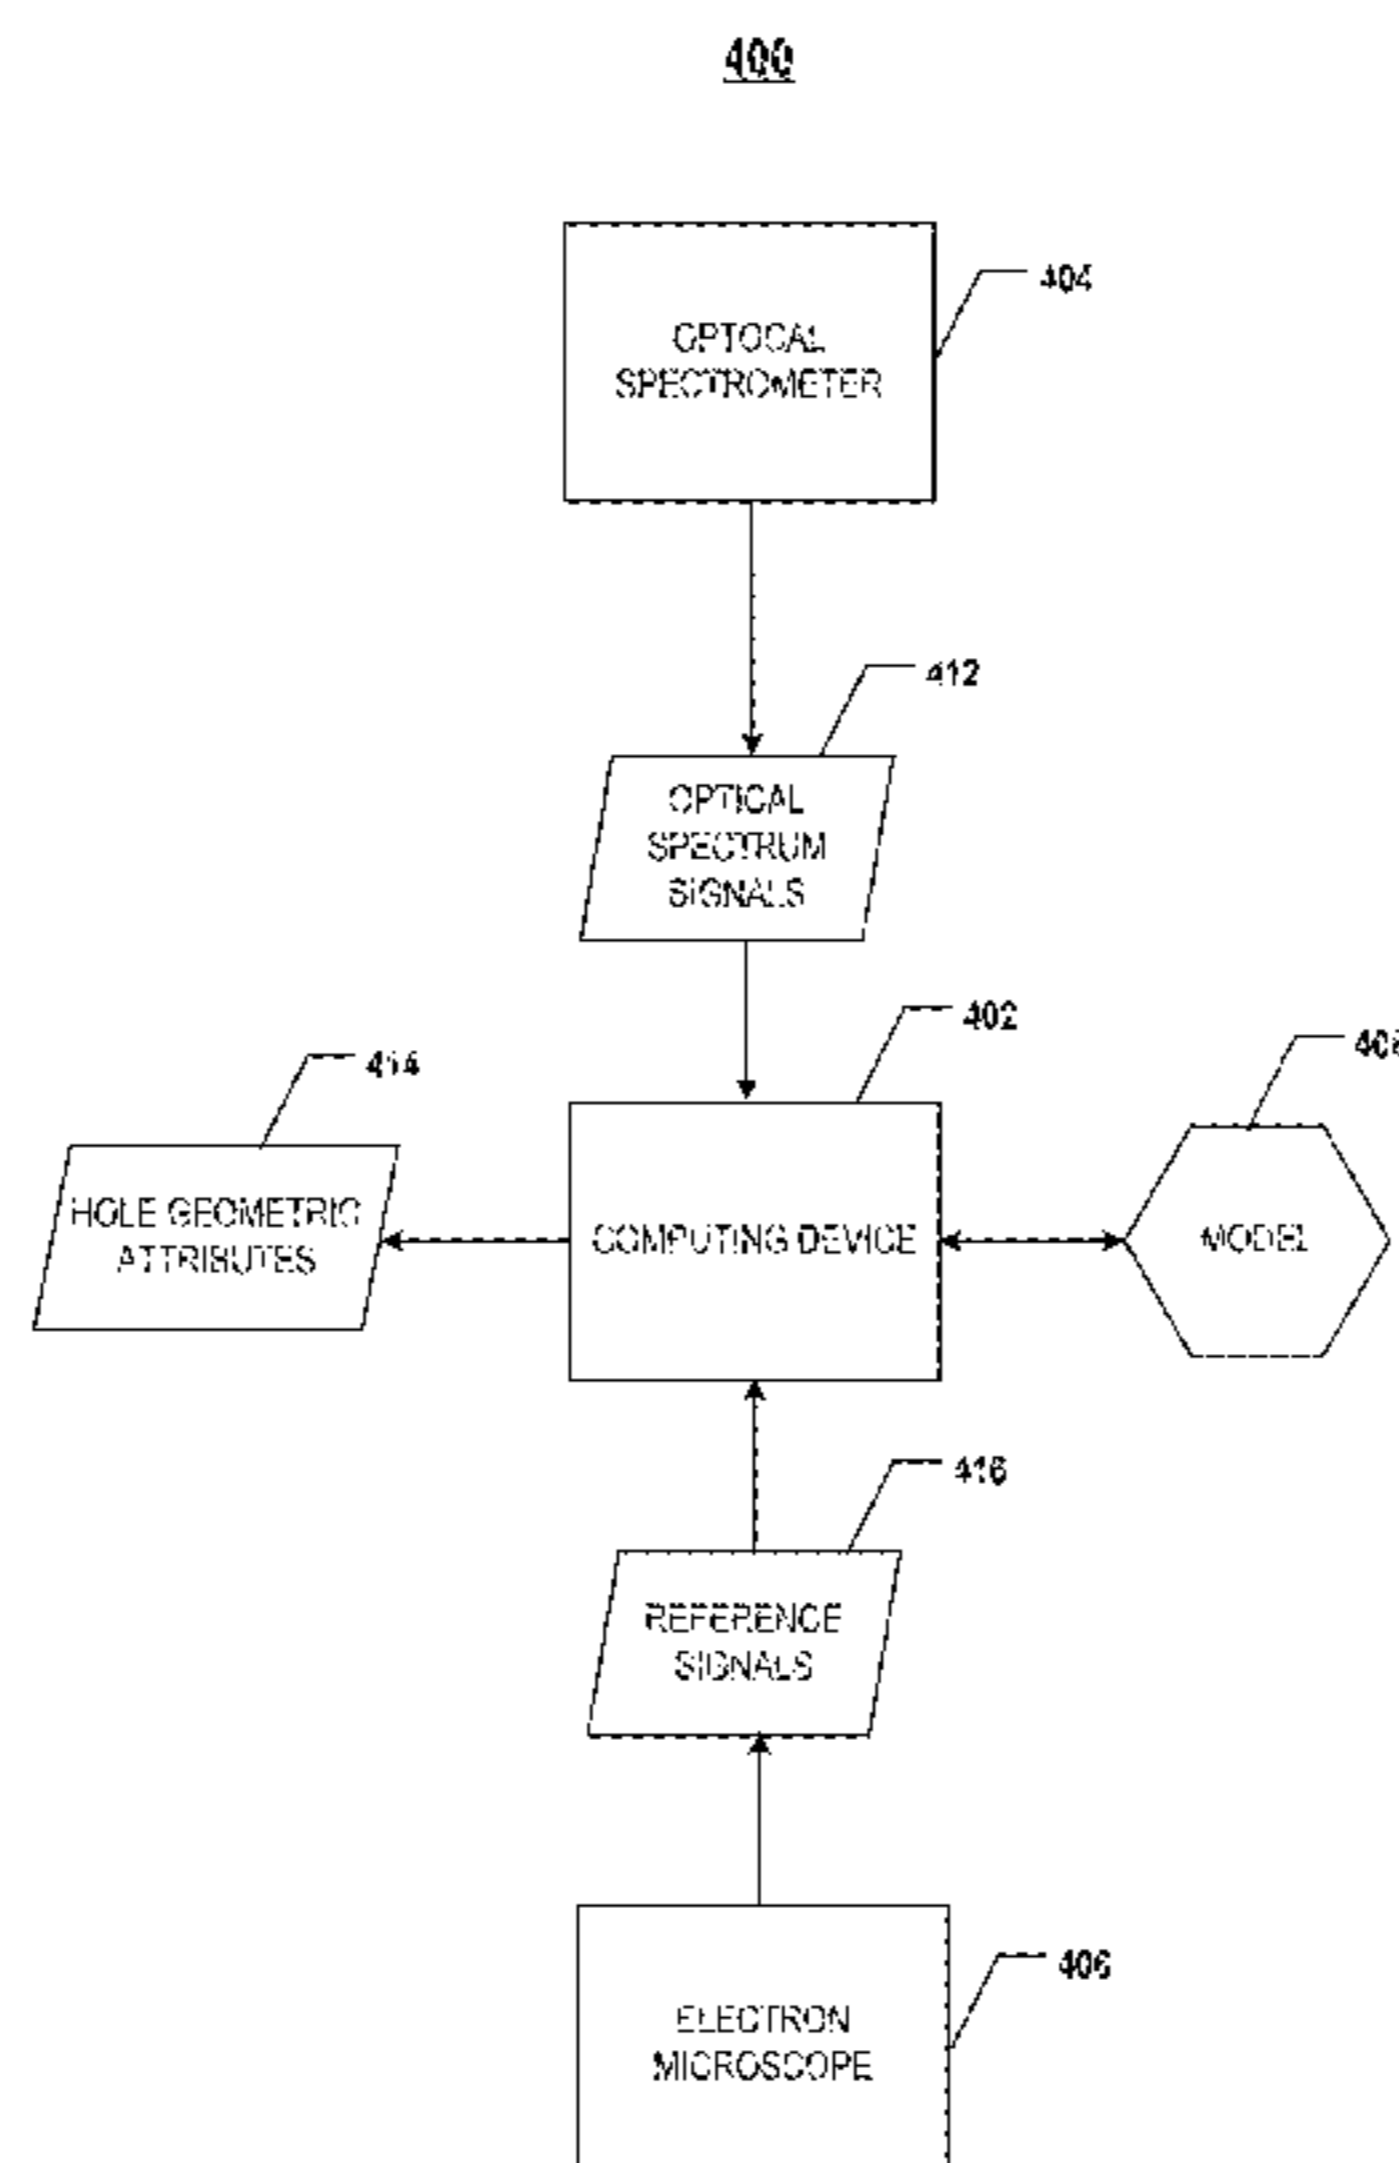 400
404
OPTOCAL
SPECTROMETER
412
OPTICAL
SPECTRUM
SIGNALS
402
414
HOLE GEOMETRIC
ATTRIBUTES
COMPUTING DEVICE
MODEL
416
REFERENCE
SIGNALS
406
ELECTRON
MICROSCOPE